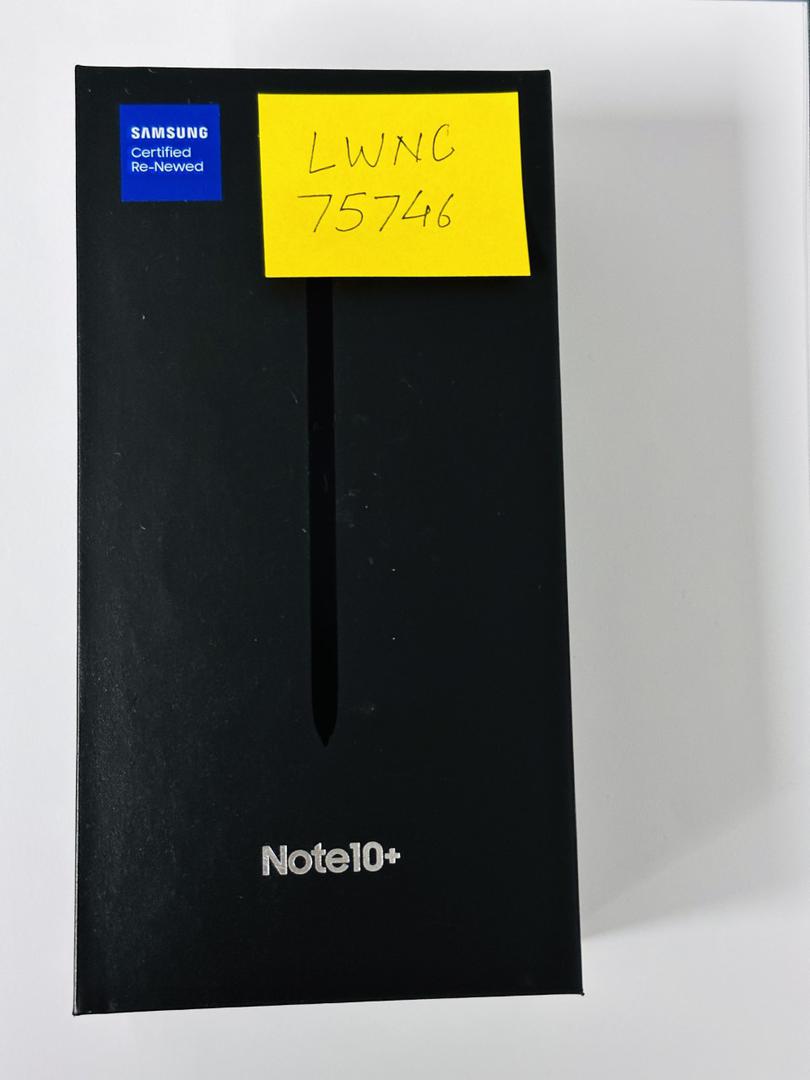 SAMSUNG
Certified
Re-Newed
LWNC
75746
Note10+